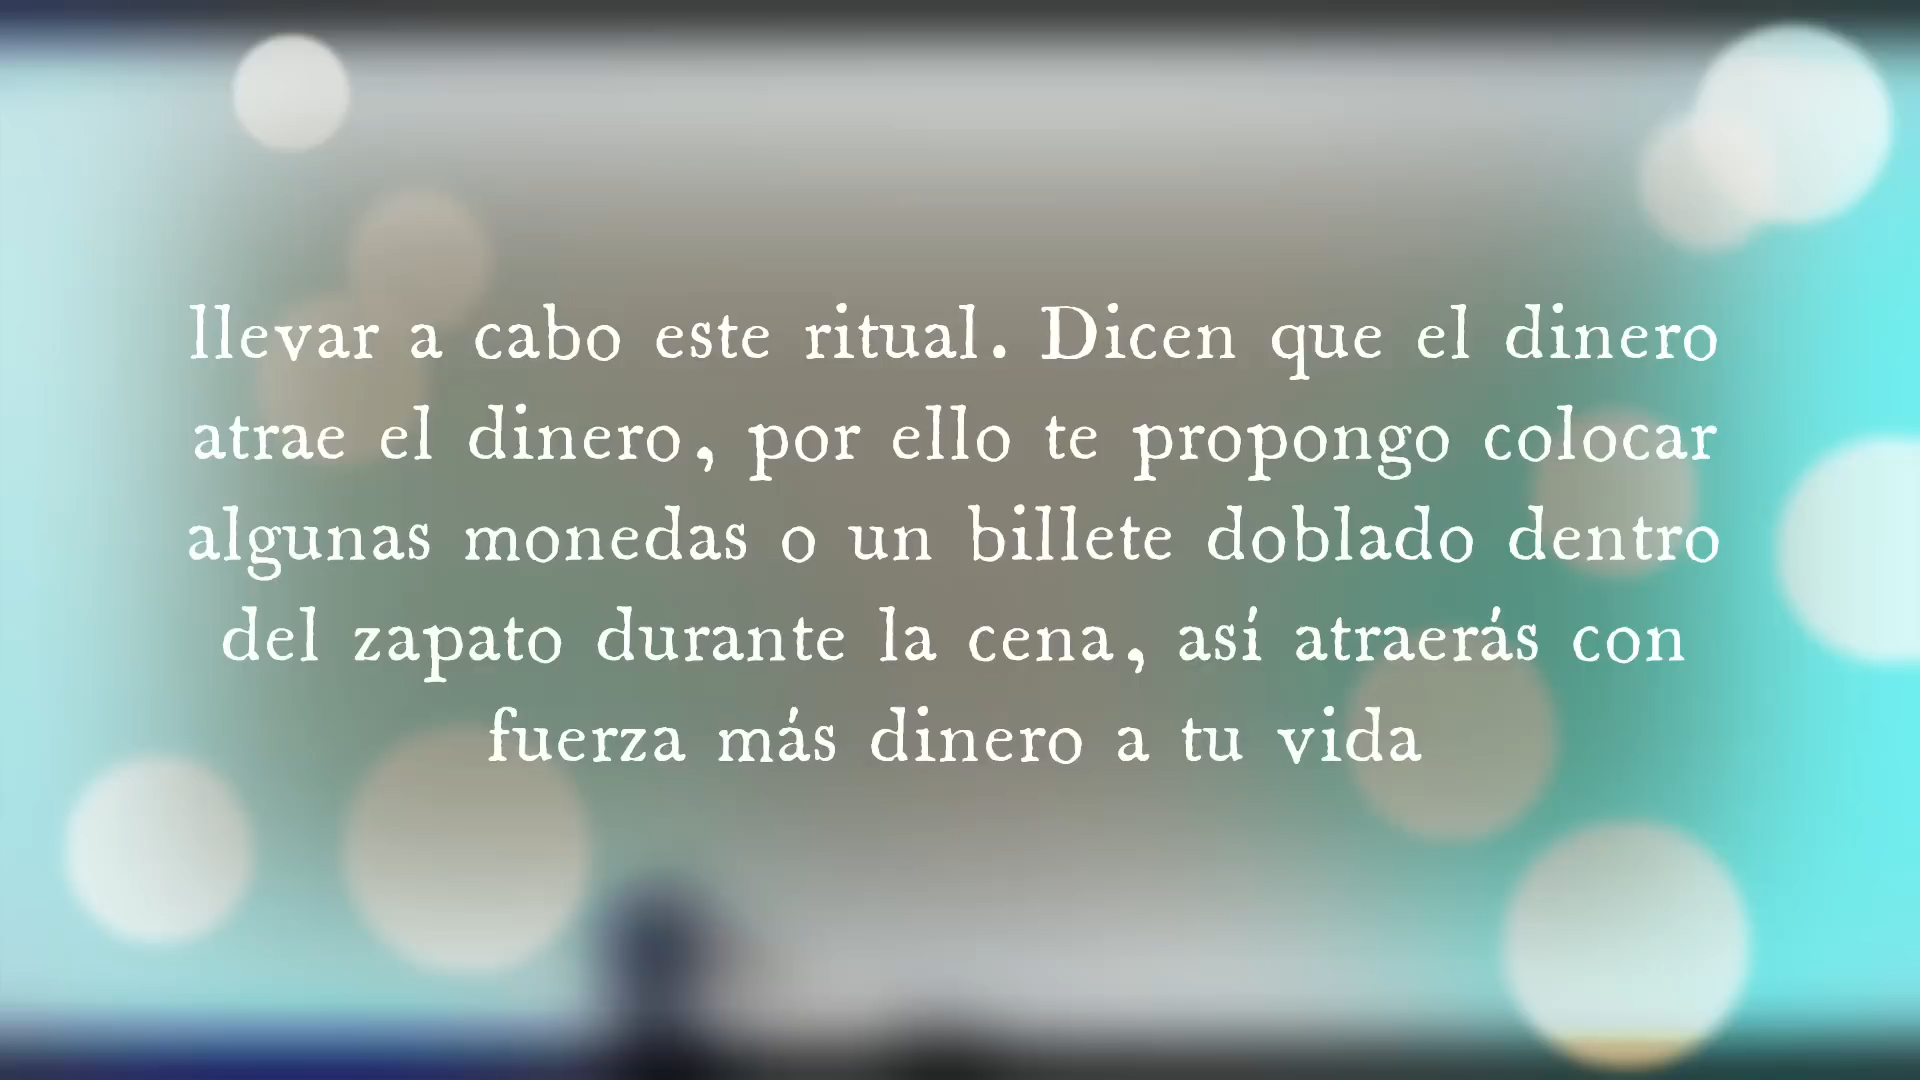 llevar a cabo este ritual. Dicen que el dinero
atrae el dinero, por ello te propongo colocar
algunas monedas o un billete doblado dentro
del zapato durante la cena, así atraerás con
fuerza más dinero a tu vida